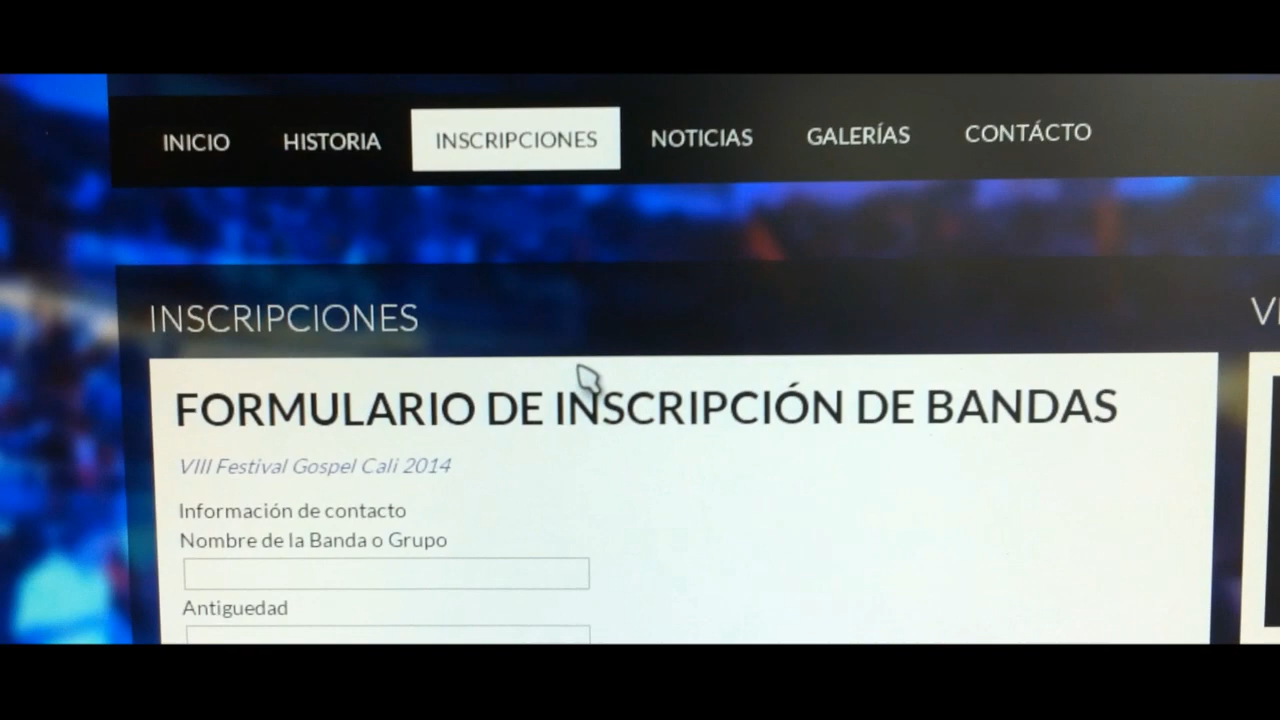 INICIO HISTORIA INSCRIPCIONES NOTICIAS GALERÍAS CONTÁCTO
INSCRIPCIONES
FORMULARIO DE INSCRIPCIÓN DE BANDAS
VIII Festival Gospel Cali 2014
Información de contacto
Nombre de la Banda o Grupo
Antiguedad